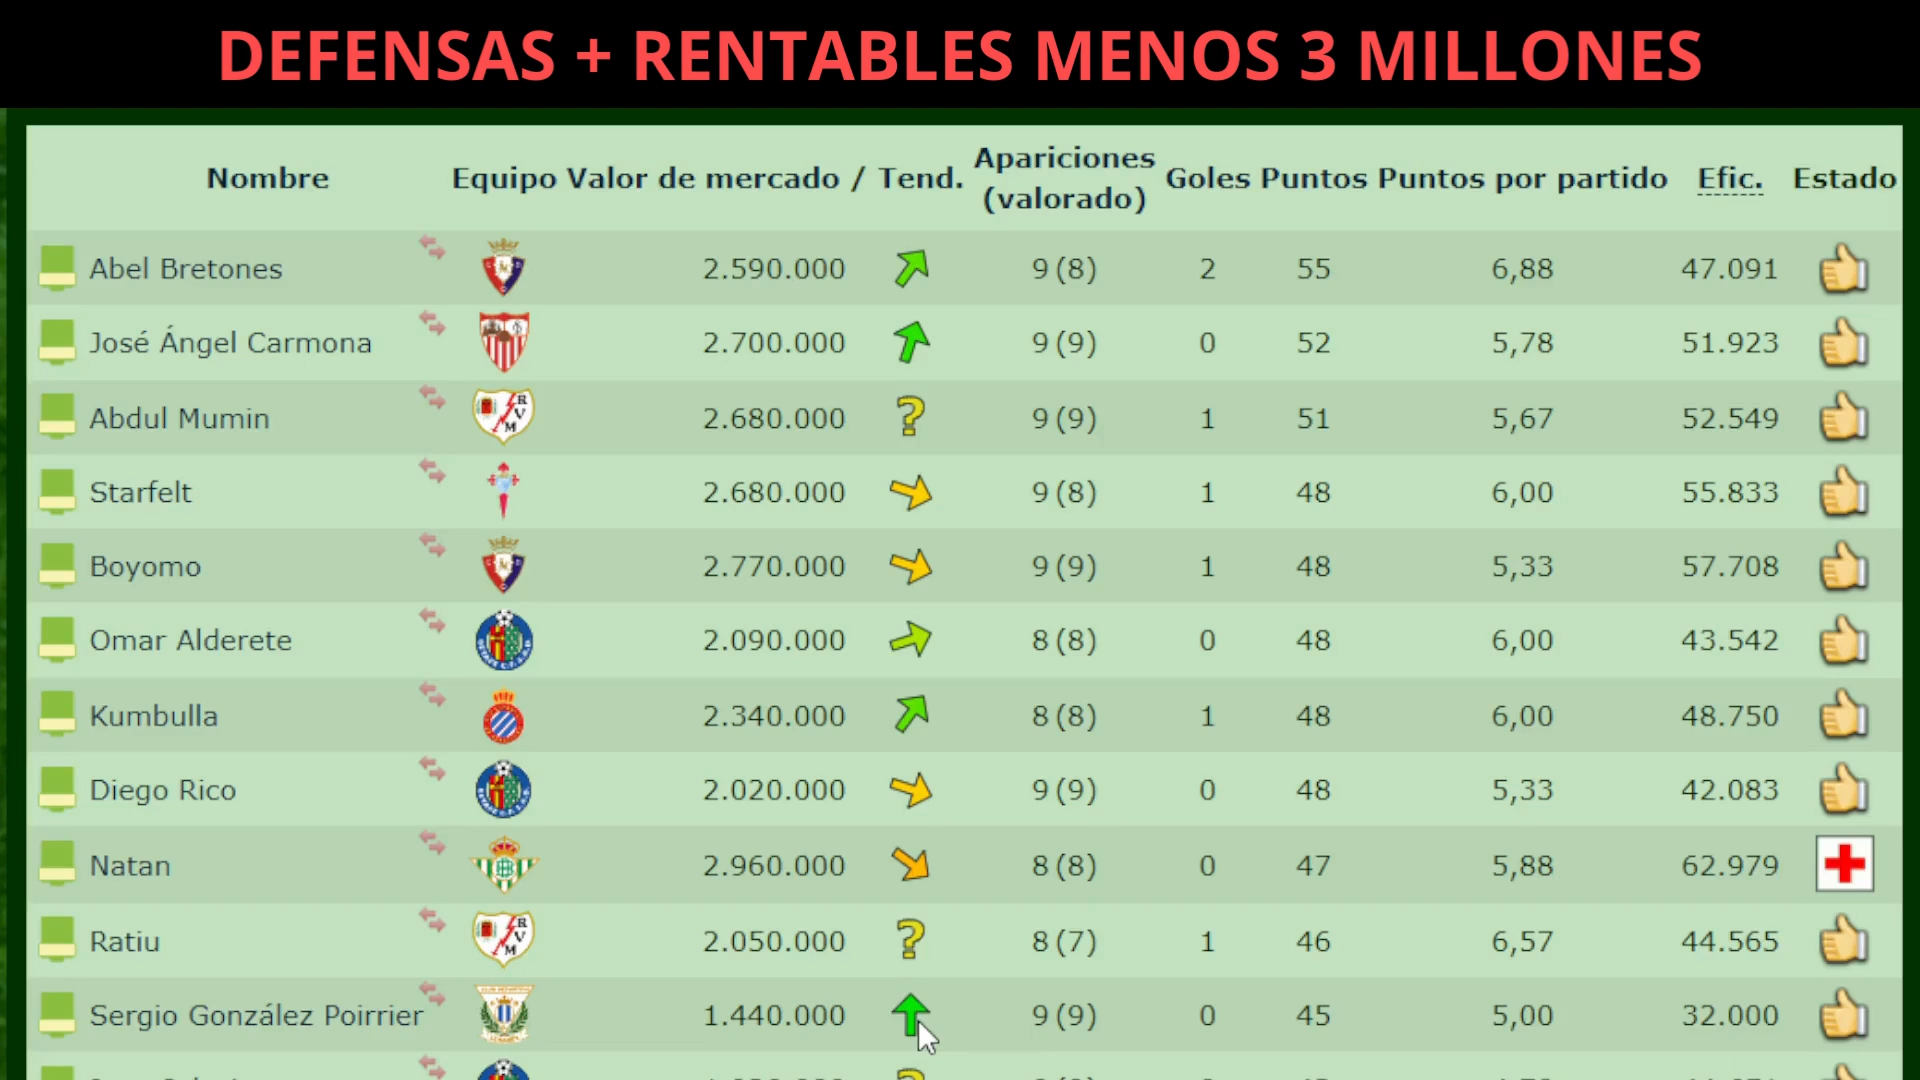 DEFENSAS + RENTABLES MENOS 3 MILLONES
Nombre Equipo Valor de mercado / Tend. Apariciones (valorado) Goles Puntos Puntos por partido Efic. Estado
Abel Bretones 2.590.000 9 (8) 2 55 6,88 47.091
José Ángel Carmona 2.700.000 9 (9) 0 52 5,78 51.923
Abdul Mumin 2.680.000 ? 9 (9) 1 51 5,67 52.549
Starfelt 2.680.000 9 (8) 1 48 6,00 55.833
Boyomo 2.770.000 9 (9) 1 48 5,33 57.708
Omar Alderete 2.090.000 8 (8) 0 48 6,00 43.542
Kumbulla 2.340.000 8 (8) 1 48 6,00 48.750
Diego Rico 2.020.000 9 (9) 0 48 5,33 42.083
Natan 2.960.000 8 (8) 0 47 5,88 62.979
Ratiu 2.050.000 ? 8 (7) 1 46 6,57 44.565
Sergio González Poirrier 1.440.000 9 (9) 0 45 5,00 32.000